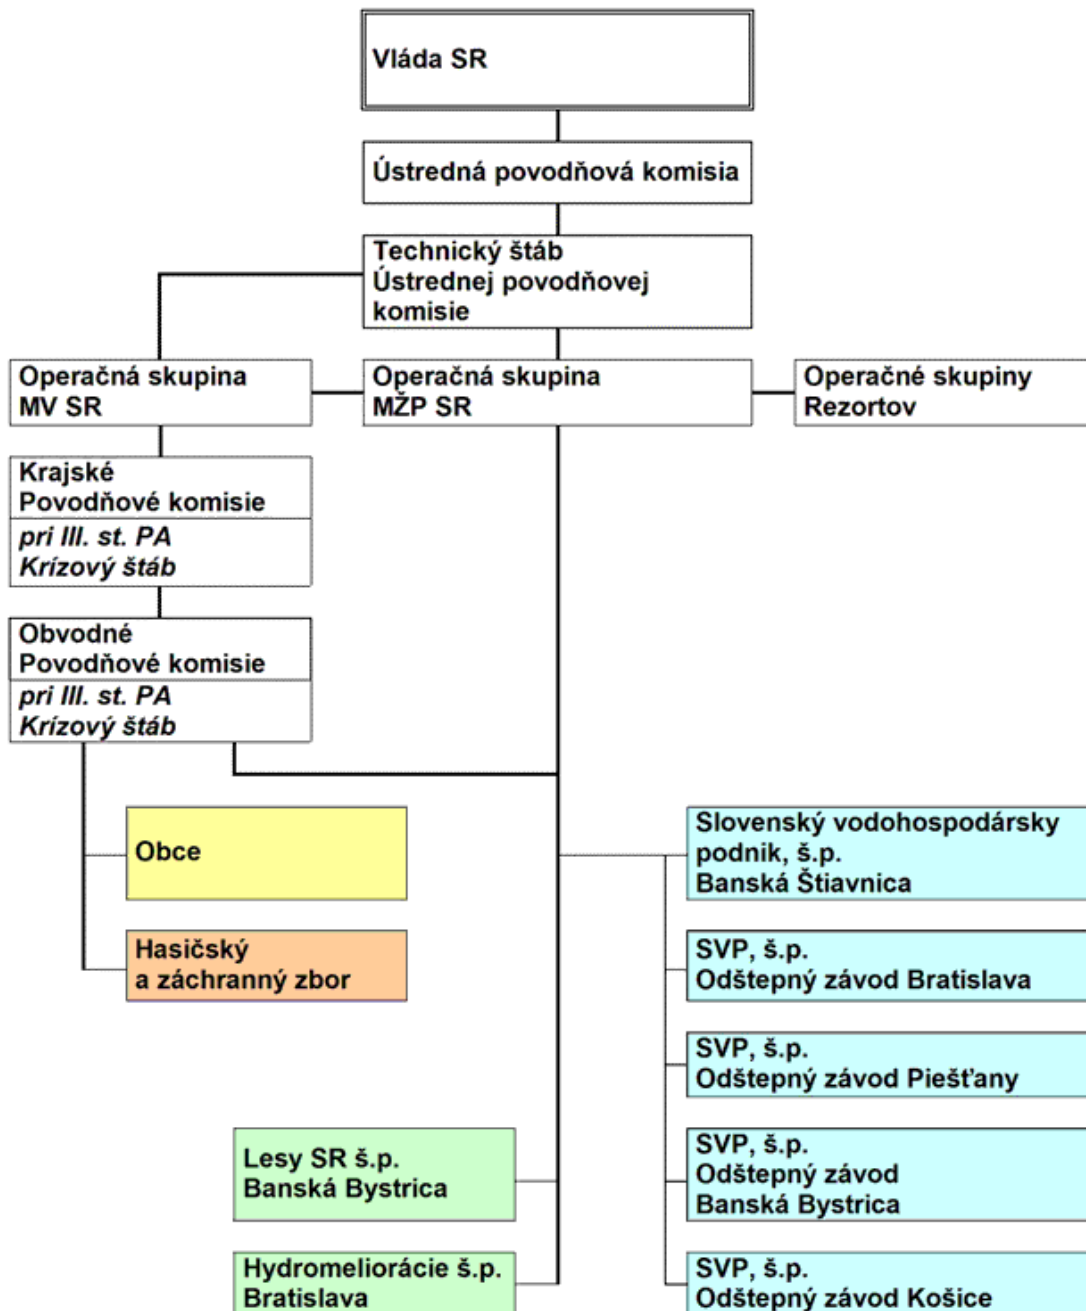 Vláda SR
Ústredná povodňová komisia
Technický štáb
Ústrednej povodňovej
komisie
Operačná skupina
MV SR
Operačná skupina
MŽP SR
Operačné skupiny
Rezortov
Krajské
Povodňové komisie
pri III. st. PA
Krízový štáb
Obvodné
Povodňové komisie
pri III. st. PA
Krízový štáb
Obce
Hasičský
a záchranný zbor
Slovenský vodohospodársky
podnik, š.p.
Banská Štiavnica
SVP, š.p.
Odštepný závod Bratislava
SVP, š.p.
Odštepný závod Piešťany
Lesy SR š.p.
Banská Bystrica
SVP, š.p.
Odštepný závod
Banská Bystrica
Hydromeliorácie š.p.
Bratislava
SVP, š.p.
Odštepný závod Košice